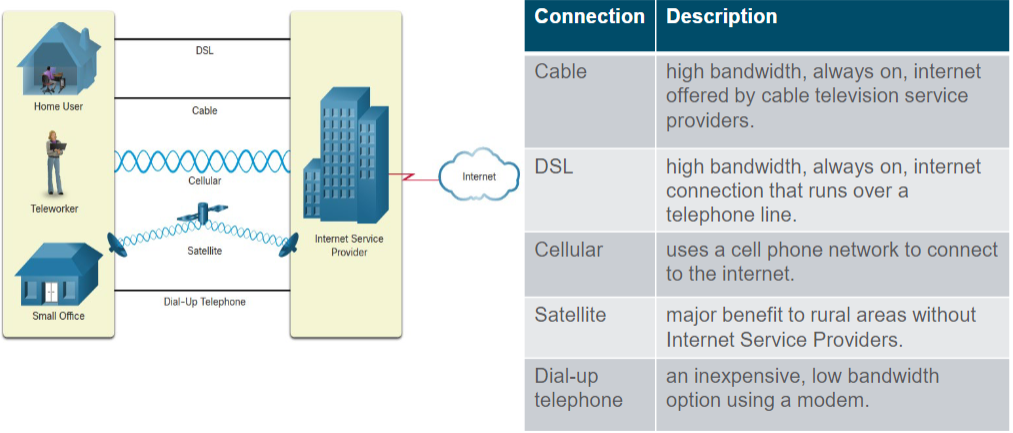 DSL
Home User
Cable
Cellular
Teleworker
Internet
Satellite
Internet Service
Provider
Dial-Up Telephone
Small Office
Connection Description
Cable high bandwidth, always on, internet
offered by cable television service
providers.
DSL high bandwidth, always on, internet
connection that runs over a
telephone line.
Cellular uses a cell phone network to connect
to the internet.
Satellite major benefit to rural areas without
Internet Service Providers.
Dial-up an inexpensive, low bandwidth
telephone option using a modem.